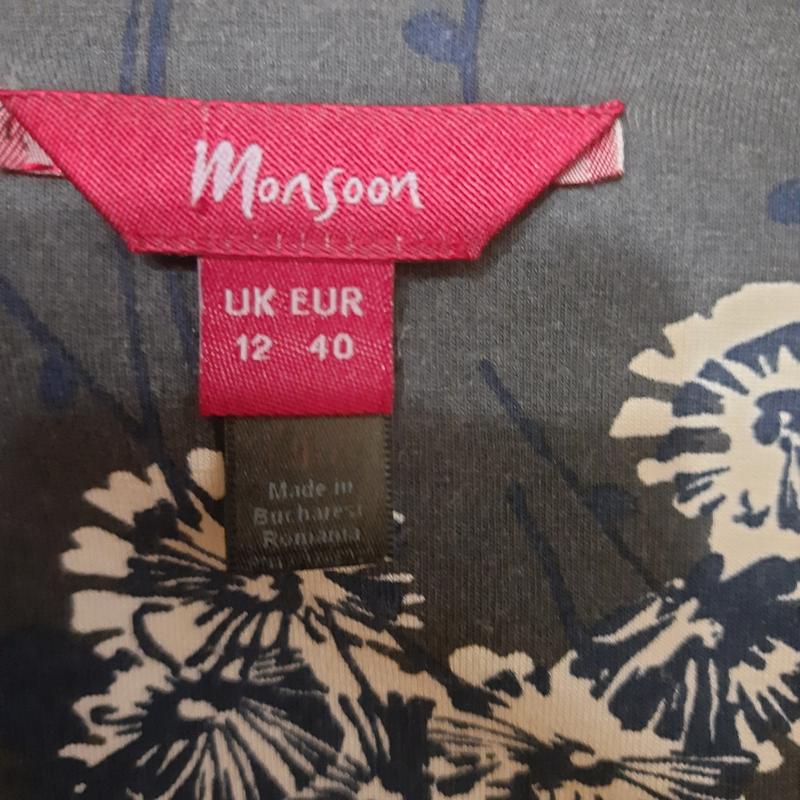 Monsoon
UK EUR
12 40
Made in
Bucharest
Romania